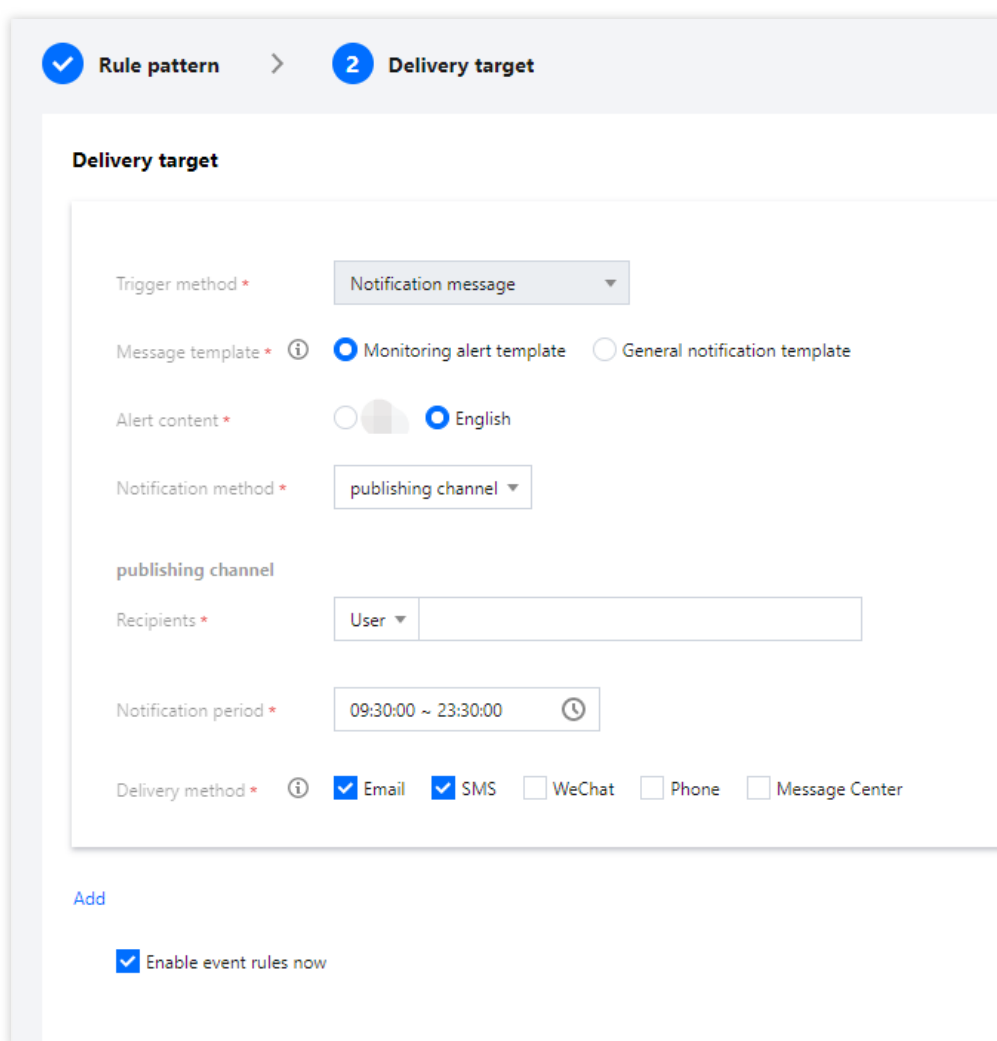 Rule pattern > 2 Delivery target
Delivery target
Trigger method * Notification message
Message template * Monitoring alert template General notification template
Alert content * English
Notification method * publishing channel
publishing channel
Recipients * User
Notification period * 09:30:00 ~ 23:30:00
Delivery method * Email SMS WeChat Phone Message Center
Add
Enable event rules now